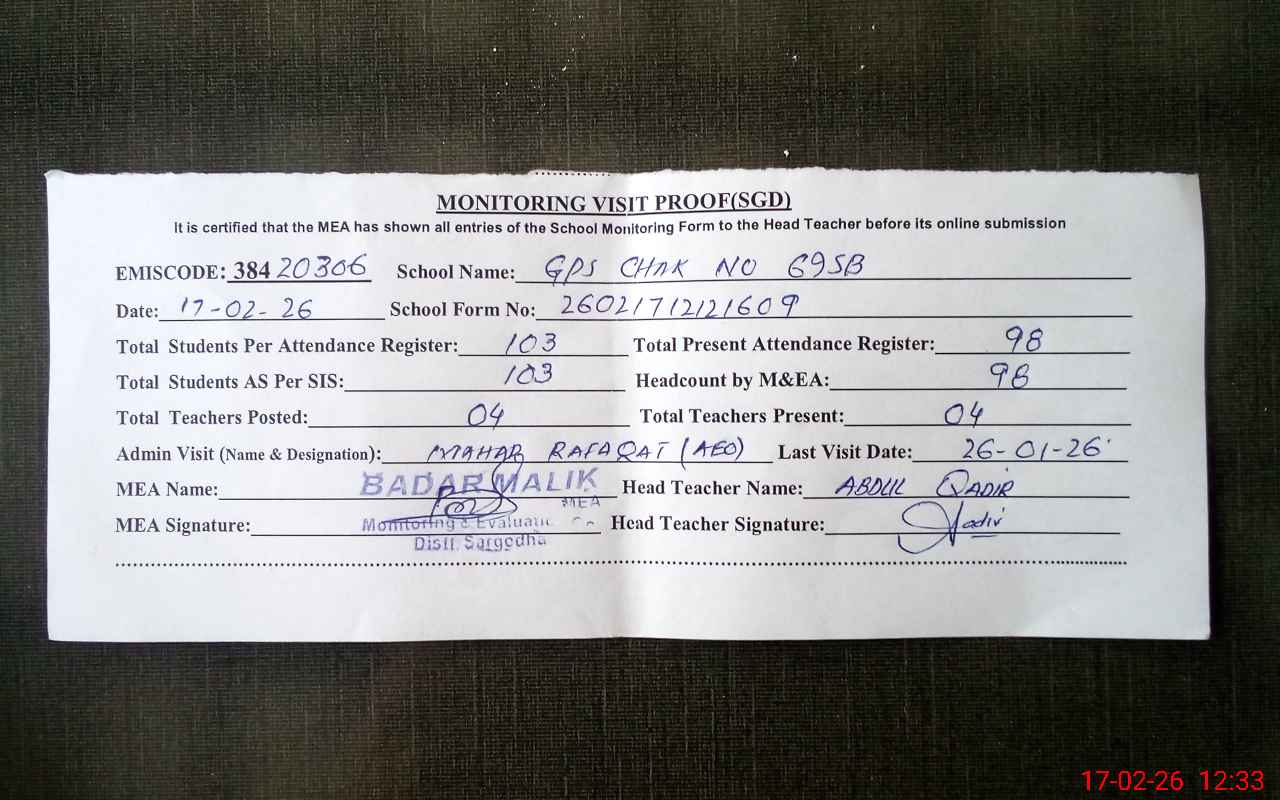 MONITORING VISIT PROOF(SGD)
It is certified that the MEA has shown all entries of the School Monitoring Form to the Head Teacher before its online submission
EMISCODE: 384 20306 School Name: GPS CHAK NO 69SB
Date: 17-02-26 School Form No: 26021712121609
Total Students Per Attendance Register: 103 Total Present Attendance Register: 98
Total Students AS Per SIS: 103 Headcount by M&EA: 98
Total Teachers Posted: 04 Total Teachers Present: 04
Admin Visit (Name & Designation): MAHAR RAFAQAT (AEO) Last Visit Date: 26-01-26
MEA Name: BADAR MALIK Head Teacher Name: ABDUL QADIR
MEA
MEA Signature: Monitoring & Evaluatic Head Teacher Signature: Qadir
Distt. Sargodha
17-02-26 12:33